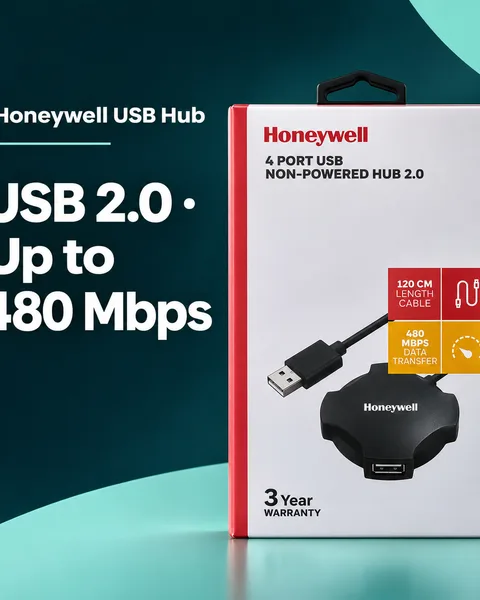 Honeywell USB Hub
USB 2.0 ·
Up to
480 Mbps
Honeywell
4 PORT USB
NON-POWERED HUB 2.0
120 CM
LENGTH
CABLE
480
MBPS
DATA
TRANSFER
Honeywell
3 Year
WARRANTY